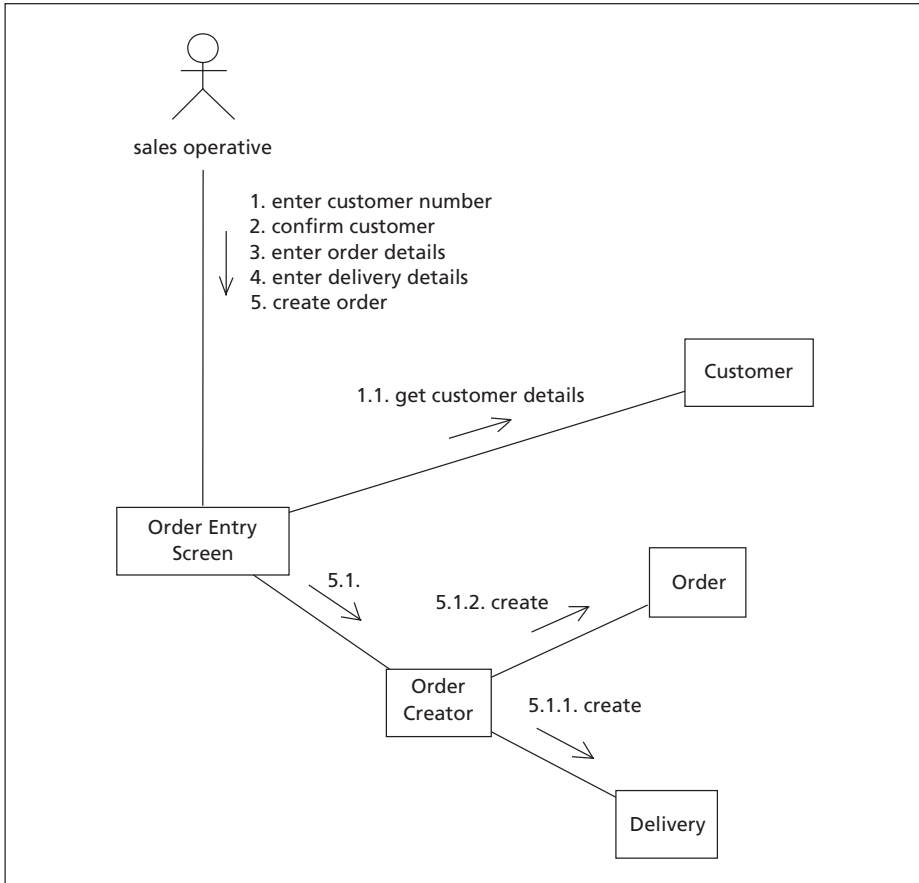 sales operative
1. enter customer number
2. confirm customer
3. enter order details
4. enter delivery details
5. create order
Customer
1.1. get customer details
Order Entry
Screen
5.1.
5.1.2. create
Order
Order
Creator
5.1.1. create
Delivery